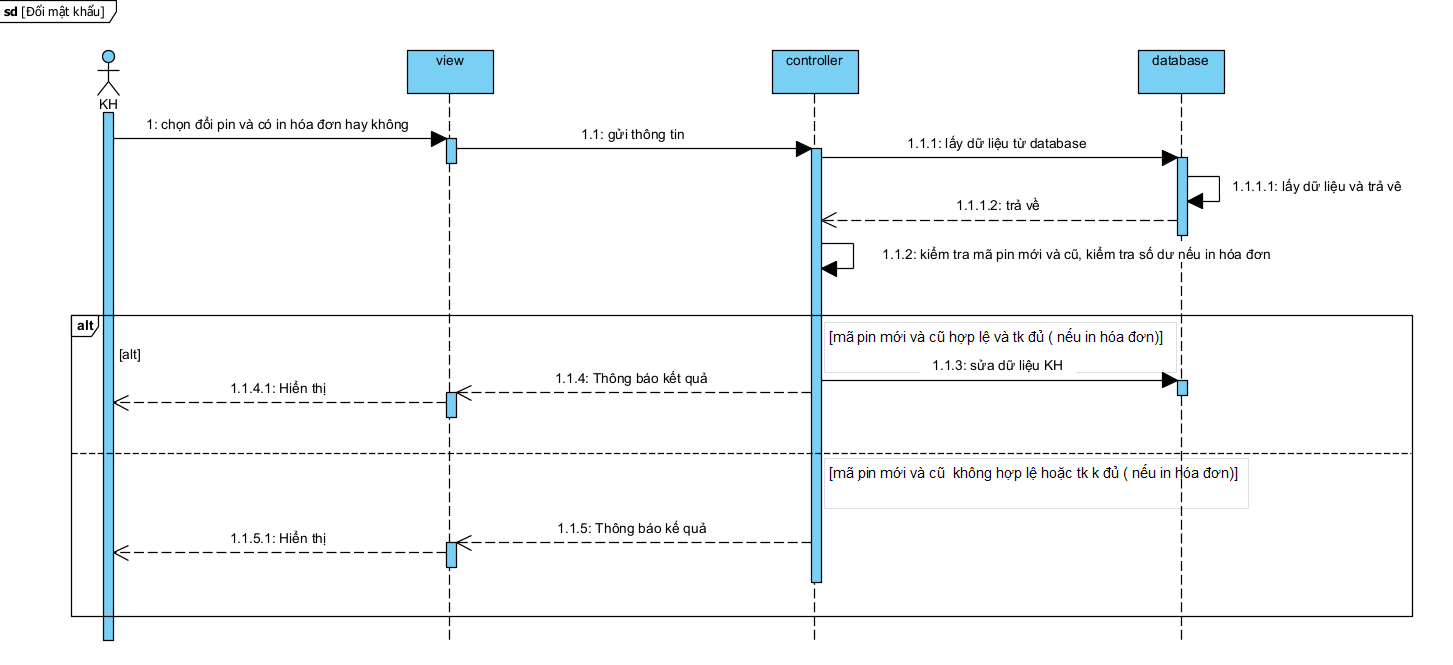 sd [Đổi mật khẩu]
view
controller
database
KH
1: chọn đổi pin và có in hóa đơn hay không
1.1: gửi thông tin
1.1.1: lấy dữ liệu từ database
1.1.1.1: lấy dữ liệu và trả vê
1.1.1.2: trả về
1.1.2: kiểm tra mã pin mới và cũ, kiểm tra số dư nếu in hóa đơn
alt
[mã pin mới và cũ hợp lệ và tk đủ ( nếu in hóa đơn)]
[alt]
1.1.3: sửa dữ liệu KH
1.1.4: Thông báo kết quả
1.1.4.1: Hiển thị
[mã pin mới và cũ  không hợp lệ hoặc tk k đủ ( nếu in hóa đơn)]
1.1.5: Thông báo kế quả
1.1.5.1: Hiển thị